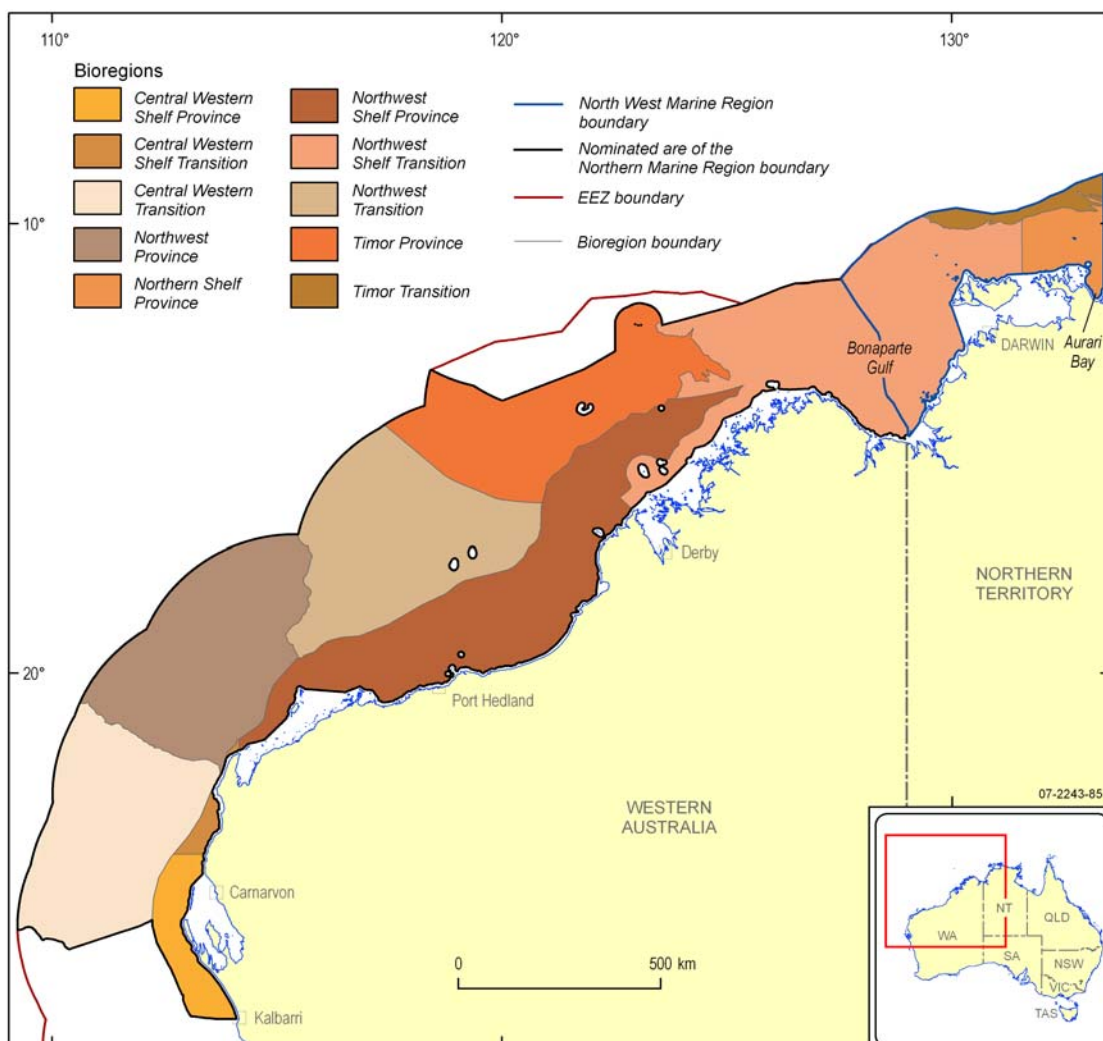 110°
120°
130°
Bioregions
Central Western
Shelf Province
Central Western
Shelf Transition
Central Western
Transition
Northwest
Province
Northern Shelf
Province
Northwest
Shelf Province
Northwest
Shelf Transition
Northwest
Transition
Timor Province
Timor Transition
North West Marine Region
boundary
Nominated are of the
Northern Marine Region boundary
EEZ boundary
Bioregion boundary
10°
Bonaparte
Gulf
DARWIN
Aurari
Bay
Derby
NORTHERN
TERRITORY
20°
Port Hedland
WESTERN
AUSTRALIA
07-2243-85
Carnarvon
0
500 km
Kalbarri
NT
QLD
WA
SA
NSW
VIC
TAS